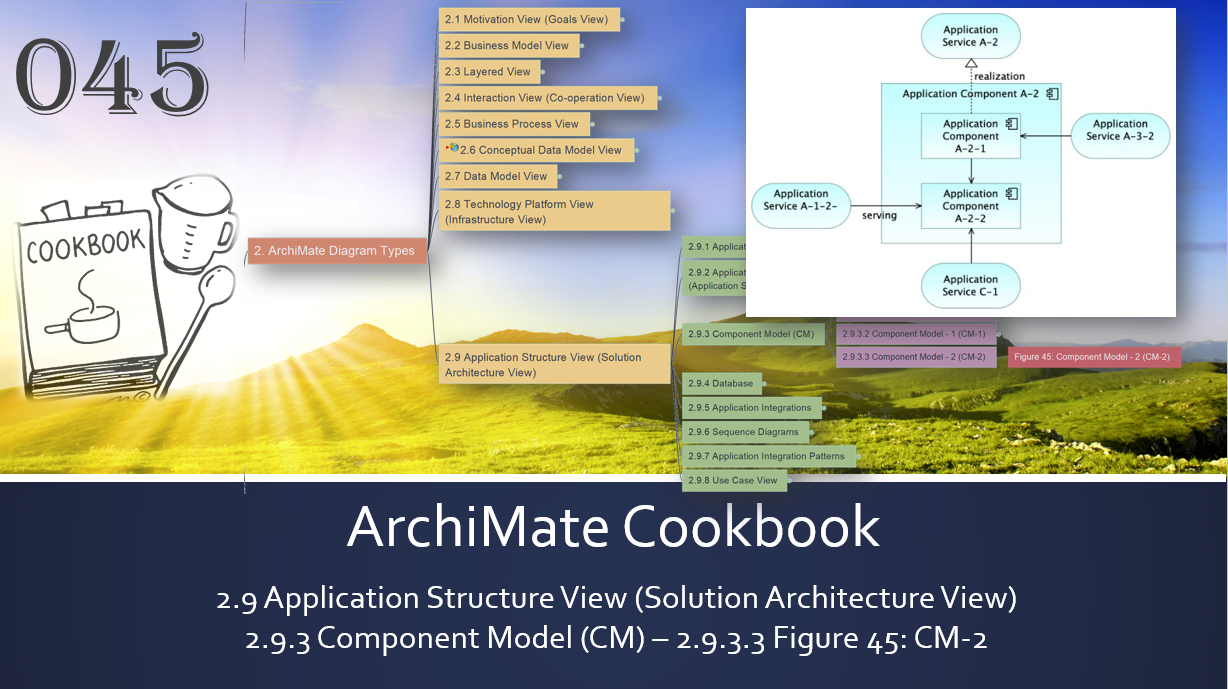 045
COOKBOOK
2. ArchiMate Diagram Types
2.1 Motivation View (Goals View)
2.2 Business Model View
2.3 Layered View
2.4 Interaction View (Co-operation View)
2.5 Business Process View
2.6 Conceptual Data Model View
2.7 Data Model View
2.8 Technology Platform View
(Infrastructure View)
2.9 Application Structure View (Solution
Architecture View)
2.9.1 Applicat
2.9.2 Applicat
(Application S
2.9.3 Component Model (CM)
2.9.3.2 Component Model - 1 (CM-1)
2.9.3.3 Component Model - 2 (CM-2)
Figure 45: Component Model - 2 (CM-2)
2.9.4 Database
2.9.5 Application Integrations
2.9.6 Sequence Diagrams
2.9.7 Application Integration Patterns
2.9.8 Use Case View
Application
Service A-2
realization
Application Component A-2
Application
Component
A-2-1
Application
Service A-3-2
Application
Service A-1-2-
serving
Application
Component
A-2-2
Application
Service C-1
ArchiMate Cookbook
2.9 Application Structure View (Solution Architecture View)
2.9.3 Component Model (CM) – 2.9.3.3 Figure 45: CM-2